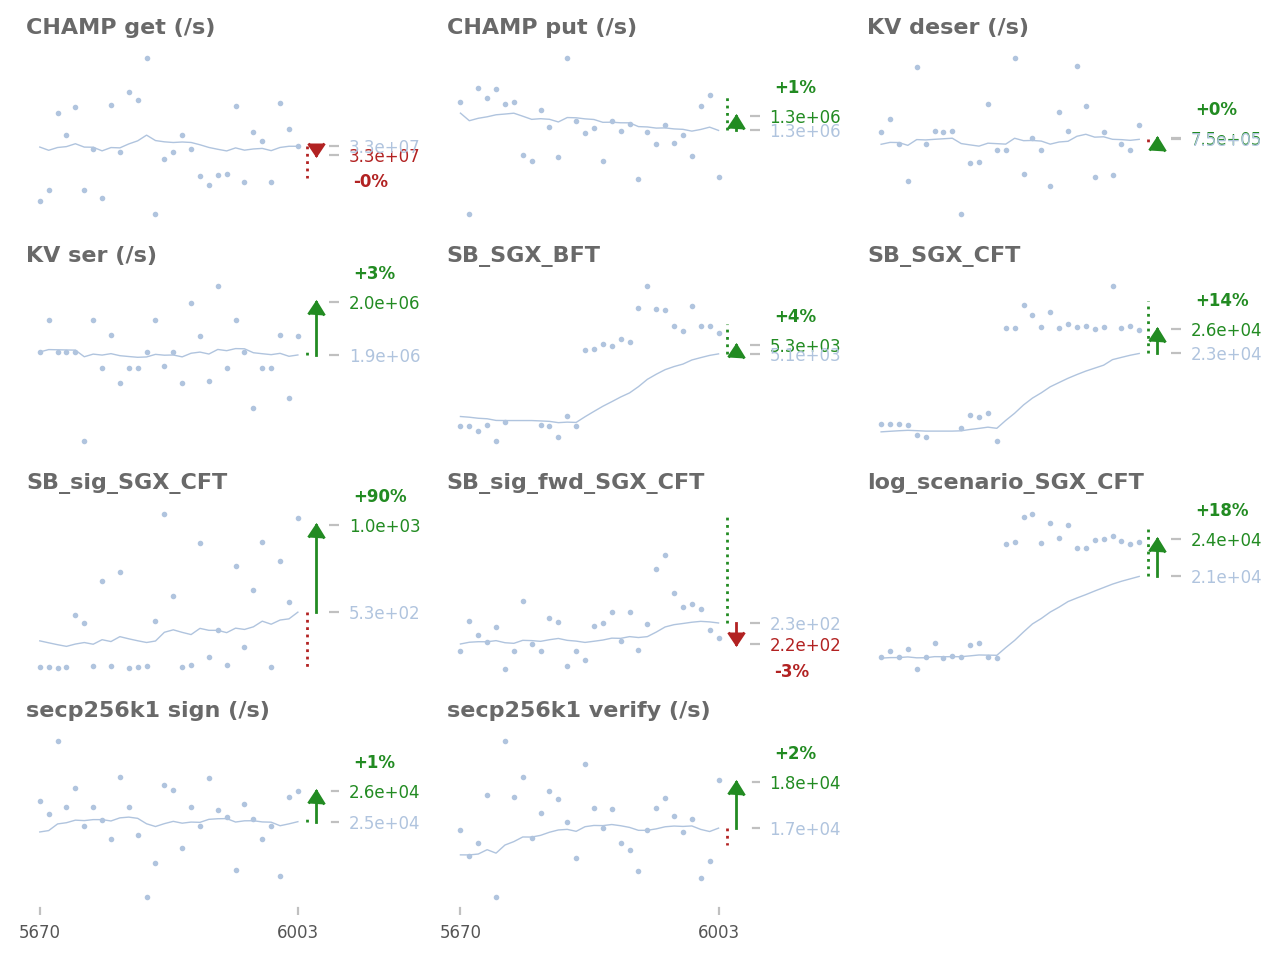 CHAMP get (/s)
3.3e+07
3.3e+07
-0%
CHAMP put (/s)
+1%
1.3e+06
1.3e+06
KV deser (/s)
+0%
7.5e+05
KV ser (/s)
+3%
2.0e+06
1.9e+06
SB_SGX_BFT
+4%
5.3e+03
5.1e+03
SB_SGX_CFT
+14%
2.6e+04
2.3e+04
SB_sig_SGX_CFT
+90%
1.0e+03
5.3e+02
SB_sig_fwd_SGX_CFT
2.3e+02
2.2e+02
-3%
log_scenario_SGX_CFT
+18%
2.4e+04
2.1e+04
secp256k1 sign (/s)
+1%
2.6e+04
2.5e+04
5670
6003
secp256k1 verify (/s)
+2%
1.8e+04
1.7e+04
5670
6003